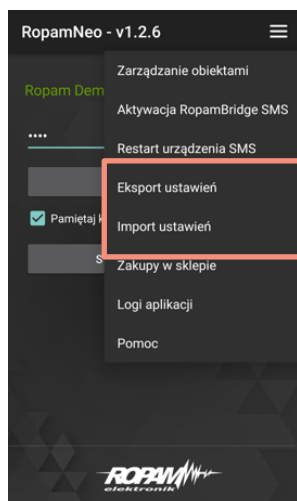 RopamNeo - v1.2.6
Zarządzanie obiektami
Ropam Dem
Aktywacja RopamBridge SMS
....
Restart urządzenia SMS
Eksport ustawień
Pamiętaj k
Import ustawień
S
Zakupy w sklepie
Logi aplikacji
Pomoc
ROPAM
elektronik